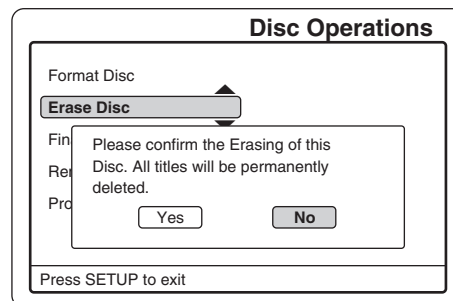 Disc Operations
Format Disc
Erase Disc
Please confirm the Erasing of this
Disc. All titles will be permanently
deleted.
Yes No
Press SETUP to exit